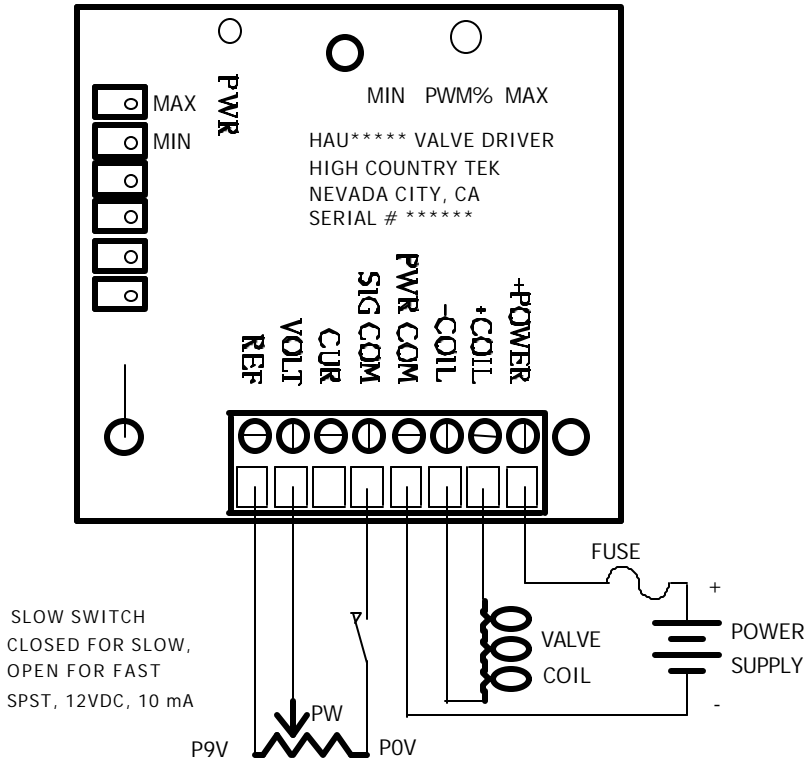 PWR
MIN PWM% MAX
MAX
MIN
HAU***** VALVE DRIVER
HIGH COUNTRY TEK
NEVADA CITY, CA
SERIAL # ******
REF
VOLT
CUR
SIG COM
PWR COM
-COIL
+COIL
+POWER
FUSE
+
POWER
SUPPLY
-
VALVE
COIL
SLOW SWITCH
CLOSED FOR SLOW,
OPEN FOR FAST
SPST, 12VDC, 10 mA
PW
P9V
P0V